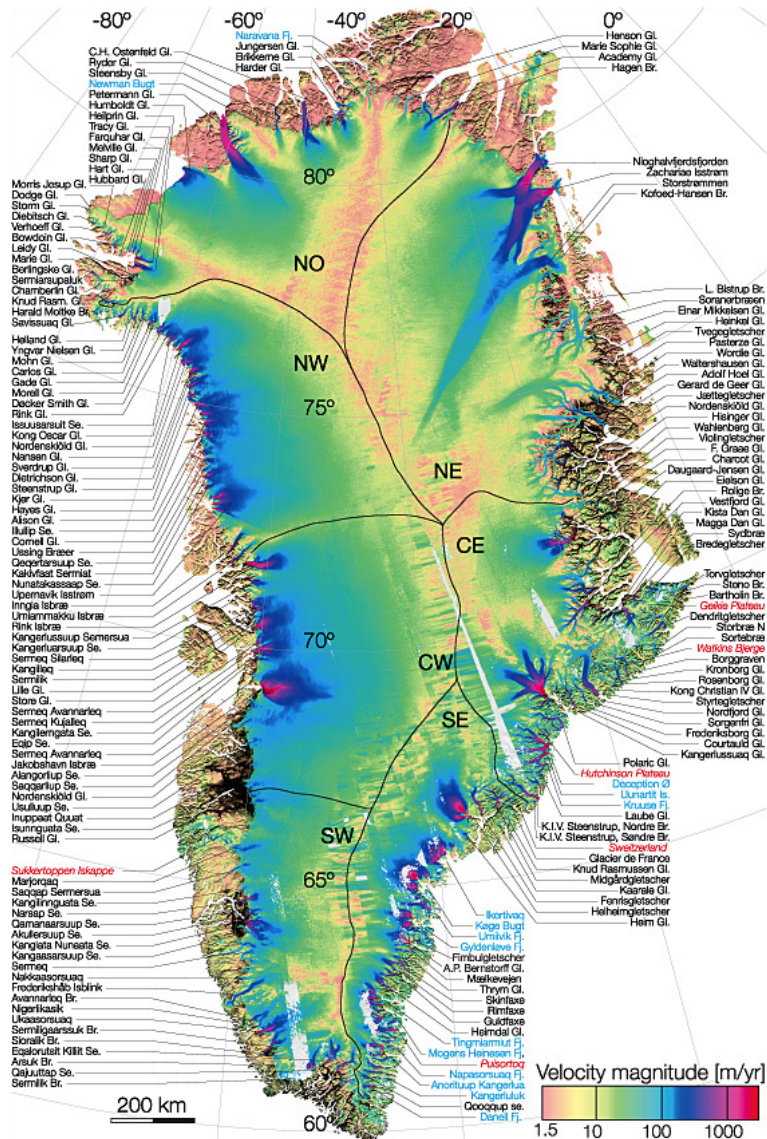 -80°
-60°
-40°
-20°
0°
C.H. Ostenfeld Gl.
Ryder Gl.
Steensby Gl.
Newman Bugt
Petermann Gl.
Humboldt Gl.
Heilprin Gl.
Tracy Gl.
Farquhar Gl.
Melville Gl.
Sharp Gl.
Hart Gl.
Hubbard Gl.
Naravana Fj.
Jungersen Gl.
Brikkerne Gl.
Harder Gl.
Henson Gl.
Marie Sophie Gl.
Academy Gl.
Hagen Br.
Nioghalvfjerdsfjorden
Zachariae Isstrøm
Storstrømmen
Kofoed-Hansen Br.
Morris Jesup Gl.
Dodge Gl.
Storm Gl.
Diebitsch Gl.
Verhoeff Gl.
Bowdoin Gl.
Leidy Gl.
Marie Gl.
Berlingske Gl.
Sermiarsupaluk
Chamberlin Gl.
Knud Rasm. Gl.
Harald Moltke Br.
Savissuaq Gl.
Helland Gl.
Yngvar Nielsen Gl.
Mohn Gl.
Carlos Gl.
Gade Gl.
Morell Gl.
Døcker Smith Gl.
Rink Gl.
Issuusarsuit Se.
Kong Oscar Gl.
Nordenskiöld Gl.
Nansen Gl.
Sverdrup Gl.
Dietrichson Gl.
Steenstrup Gl.
Kjer Gl.
Hayes Gl.
Alison Gl.
Illullip Se.
Cornell Gl.
Ussing Bræer
Qeqertarsuup Se.
Kakivfaat Sermiat
Nunatakassaap Se.
Upernavik Isstrøm
Inngia Isbræ
Umiammakku Isbræ
Rink Isbræ
Kangerlussuup Semersua
Kangerluarsuup Se.
Sermeq Silarleq
Kangilleq
Sermilik
Lille Gl.
Store Gl.
Sermeq Avannarleq
Sermeq Kujalleq
Kangilerngata Se.
Eqip Se.
Sermeq Avannarleq
Jakobshavn Isbræ
Alangorliup Se.
Saqqarliup Se.
Nordenskiöld Gl.
Usulluup Se.
Inuppaat Quuat
Isunnguata Se.
Russell Gl.
Sukkertoppen Iskappe
Marjorqaq
Saqqap Sermersua
Kangilinnguata Se.
Narsap Se.
Qamanaarsuup Se.
Akullersuup Se.
Kangiata Nunaata Se.
Kangaasarsuup Se.
Sermeq
Nakkaasorsuaq
Frederikshåb Isblink
Avannarleq Br.
Nigerlikasik
Ukaasorsuaq
Sermiligaarssuk Br.
Sioralik Br.
Eqalorutsit Killiit Se.
Arsuk Br.
Qajuuttap Se.
Sermilik Br.
L. Bistrup Br.
Soranerbræen
Einar Mikkelsen Gl.
Heinkel Gl.
Tvegegletscher
Pasterze Gl.
Wordie Gl.
Waltershausen Gl.
Adolf Hoel Gl.
Gerard de Geer Gl.
Jættegletscher
Nordenskiöld Gl.
Hisinger Gl.
Wahlenberg Gl.
Violingletscher
F. Graae Gl.
Charcot Gl.
Daugaard-Jensen Gl.
Eielson Gl.
Rolige Br.
Vestfjord Gl.
Kista Dan Gl.
Magga Dan Gl.
Sydbræ
Bredegletscher
Torvgletscher
Steno Br.
Bartholin Br.
Geikie Plateau
Dendritgletscher
Storbræ N
Sortebræ
Watkins Bjerge
Borggraven
Kronborg Gl.
Rosenborg Gl.
Kong Christian IV Gl.
Styrtegletscher
Nordfjord Gl.
Sorgenfri Gl.
Frederiksborg Gl.
Courtauld Gl.
Kangerlussuaq Gl.
Polaric Gl.
Hutchinson Plateau
Deception Ø
Uunartit Is.
Kruuse Fj.
Laube Gl.
K.I.V. Steenstrup, Nordre Br.
K.I.V. Steenstrup, Søndre Br.
Sweitzerland
Glacier de France
Knud Rasmussen Gl.
Midgårdgletscher
Kaarale Gl.
Fenrisgletscher
Helheimgletscher
Heim Gl.
Ikertivaq
Køge Bugt
Umiivik Fj.
Gyldenløve Fj.
Fimbulgletscher
A.P. Bernstorff Gl.
Mælkevejen
Thrym Gl.
Skinfaxe
Rimfaxe
Guldfaxe
Heimdal Gl.
Tingmiarmiut Fj.
Mogens Heinesen Fj.
Puisortoq
Napasorsuaq Fj.
Anorituup Kangerlua
Kangerluluk
Qooqqup se.
Danell Fj.
80°
NO
NW
75°
NE
CE
70°
CW
SE
SW
65°
60°
200 km
Velocity magnitude [m/yr]
1.5
10
100
1000